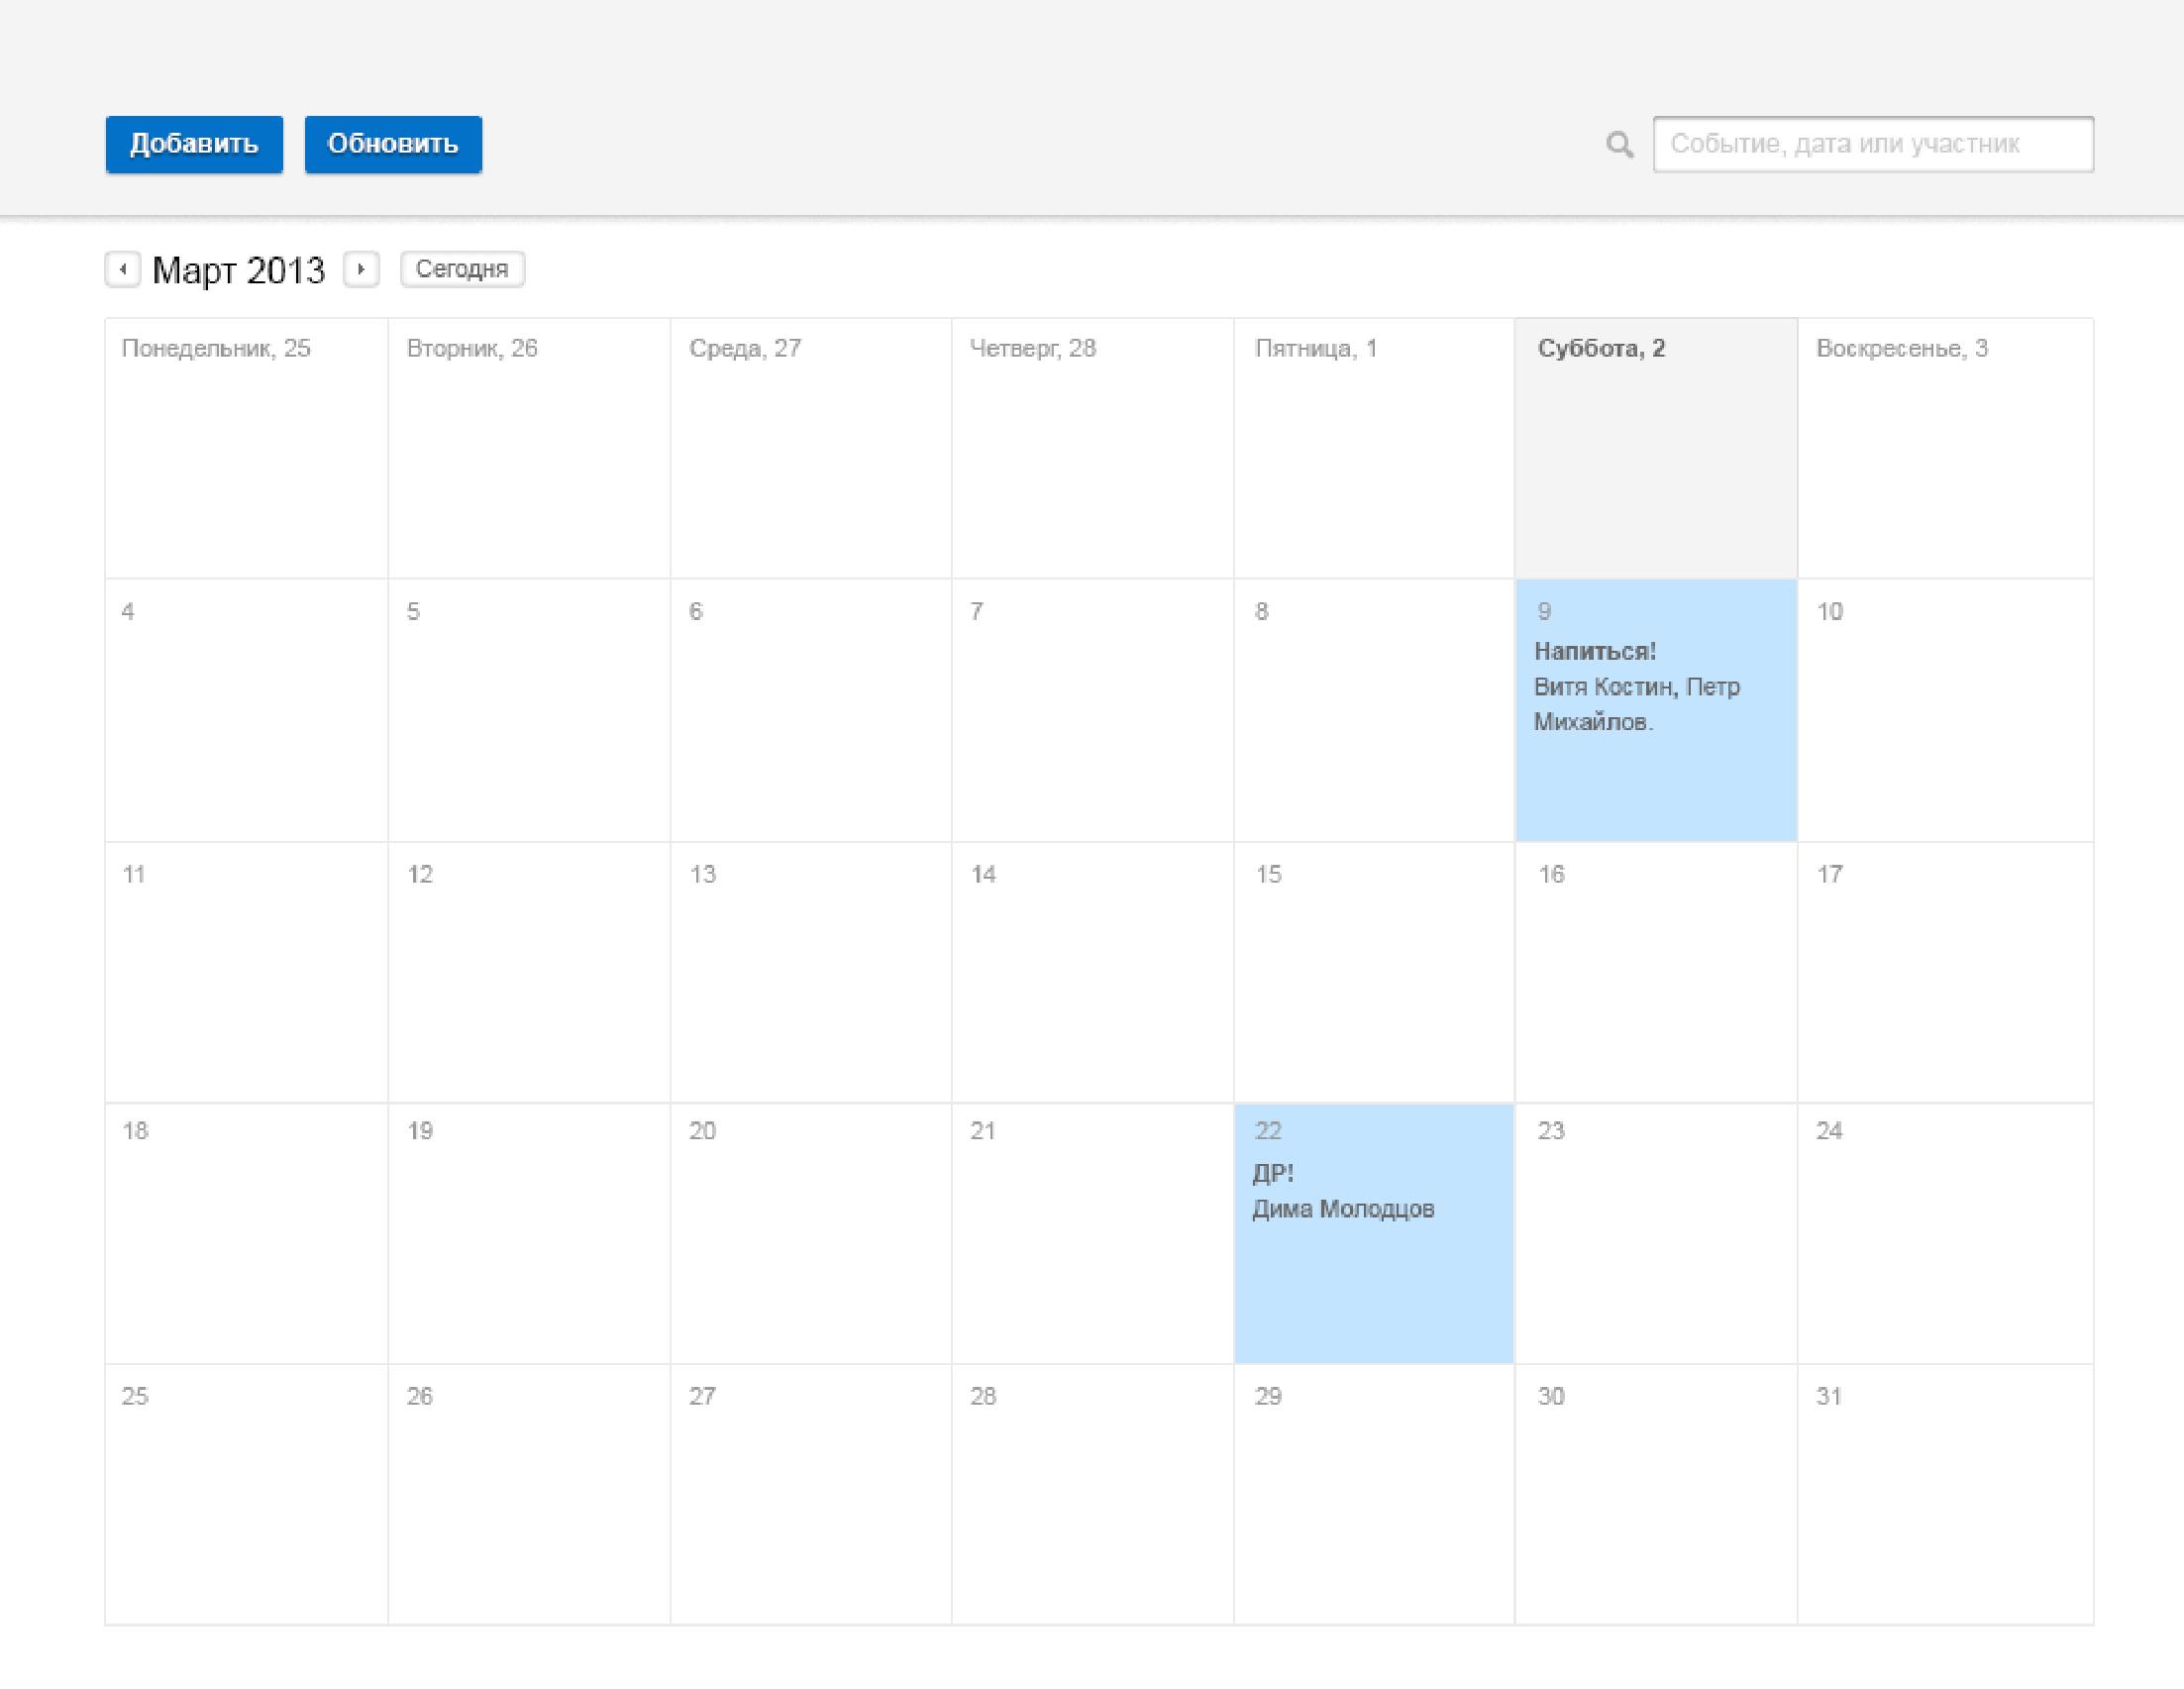 Добавить Обновить Событие, дата или участник
Март 2013 Сегодня
Понедельник, 25 Вторник, 26 Среда, 27 Четверг, 28 Пятница, 1 Суббота, 2 Воскресенье, 3
4 5 6 7 8 9 10
Напиться!
Витя Костин, Петр
Михайлов.
11 12 13 14 15 16 17
18 19 20 21 22 23 24
ДР!
Дима Молодцов
25 26 27 28 29 30 31